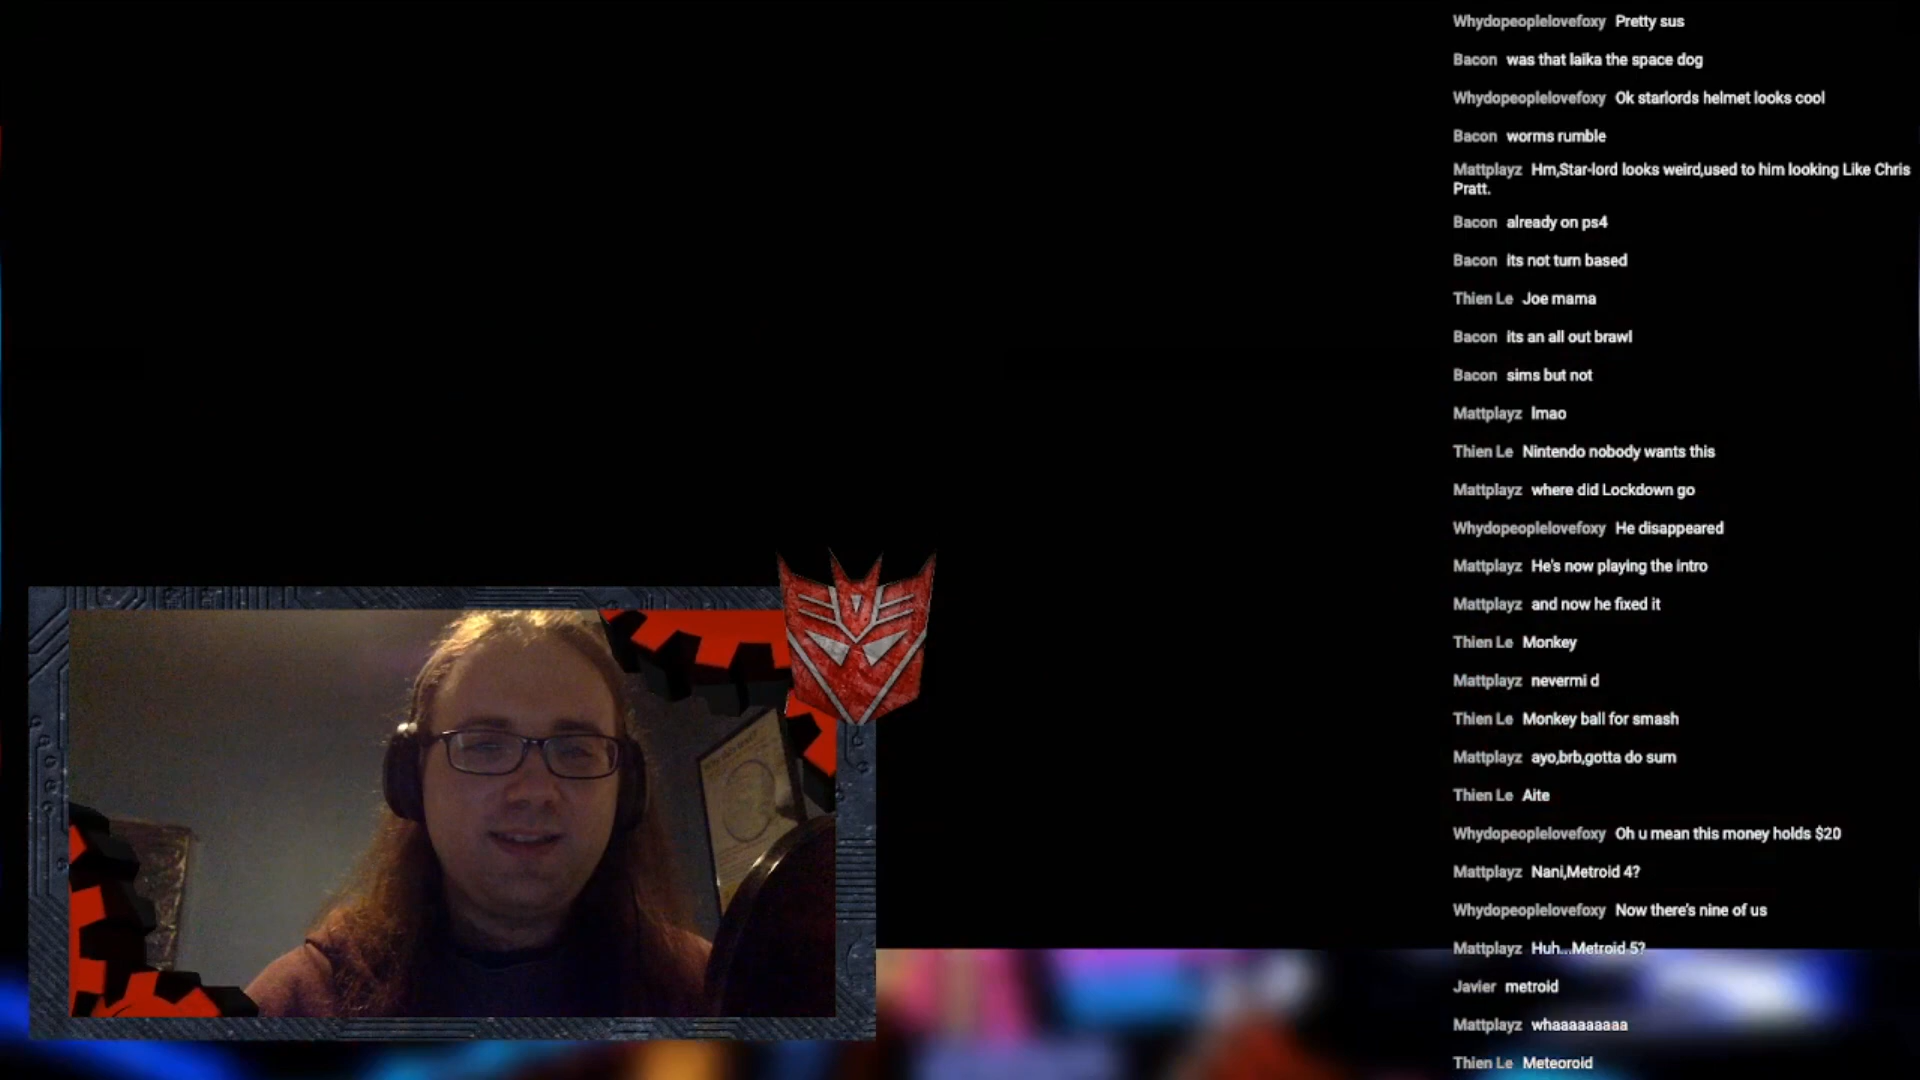 Whydopeoplelovefoxy Pretty sus
Bacon was that laika the space dog
Whydopeoplelovefoxy Ok starlords helmet looks cool
Bacon worms rumble
Mattplayz Hm,Star-lord looks weird,used to him looking Like Chris
Pratt.
Bacon already on ps4
Bacon its not turn based
Thien Le Joe mama
Bacon its an all out brawl
Bacon sims but not
Mattplayz lmao
Thien Le Nintendo nobody wants this
Mattplayz where did Lockdown go
Whydopeoplelovefoxy He disappeared
Mattplayz He's now playing the intro
Mattplayz and now he fixed it
Thien Le Monkey
Mattplayz nevermi d
Thien Le Monkey ball for smash
Mattplayz ayo,brb,gotta do sum
Thien Le Aite
Whydopeoplelovefoxy Oh u mean this money holds $20
Mattplayz Nani,Metroid 4?
Whydopeoplelovefoxy Now there's nine of us
Mattplayz Huh...Metroid 5?
Javier metroid
Mattplayz whaaaaaaaaa
Thien Le Meteoroid